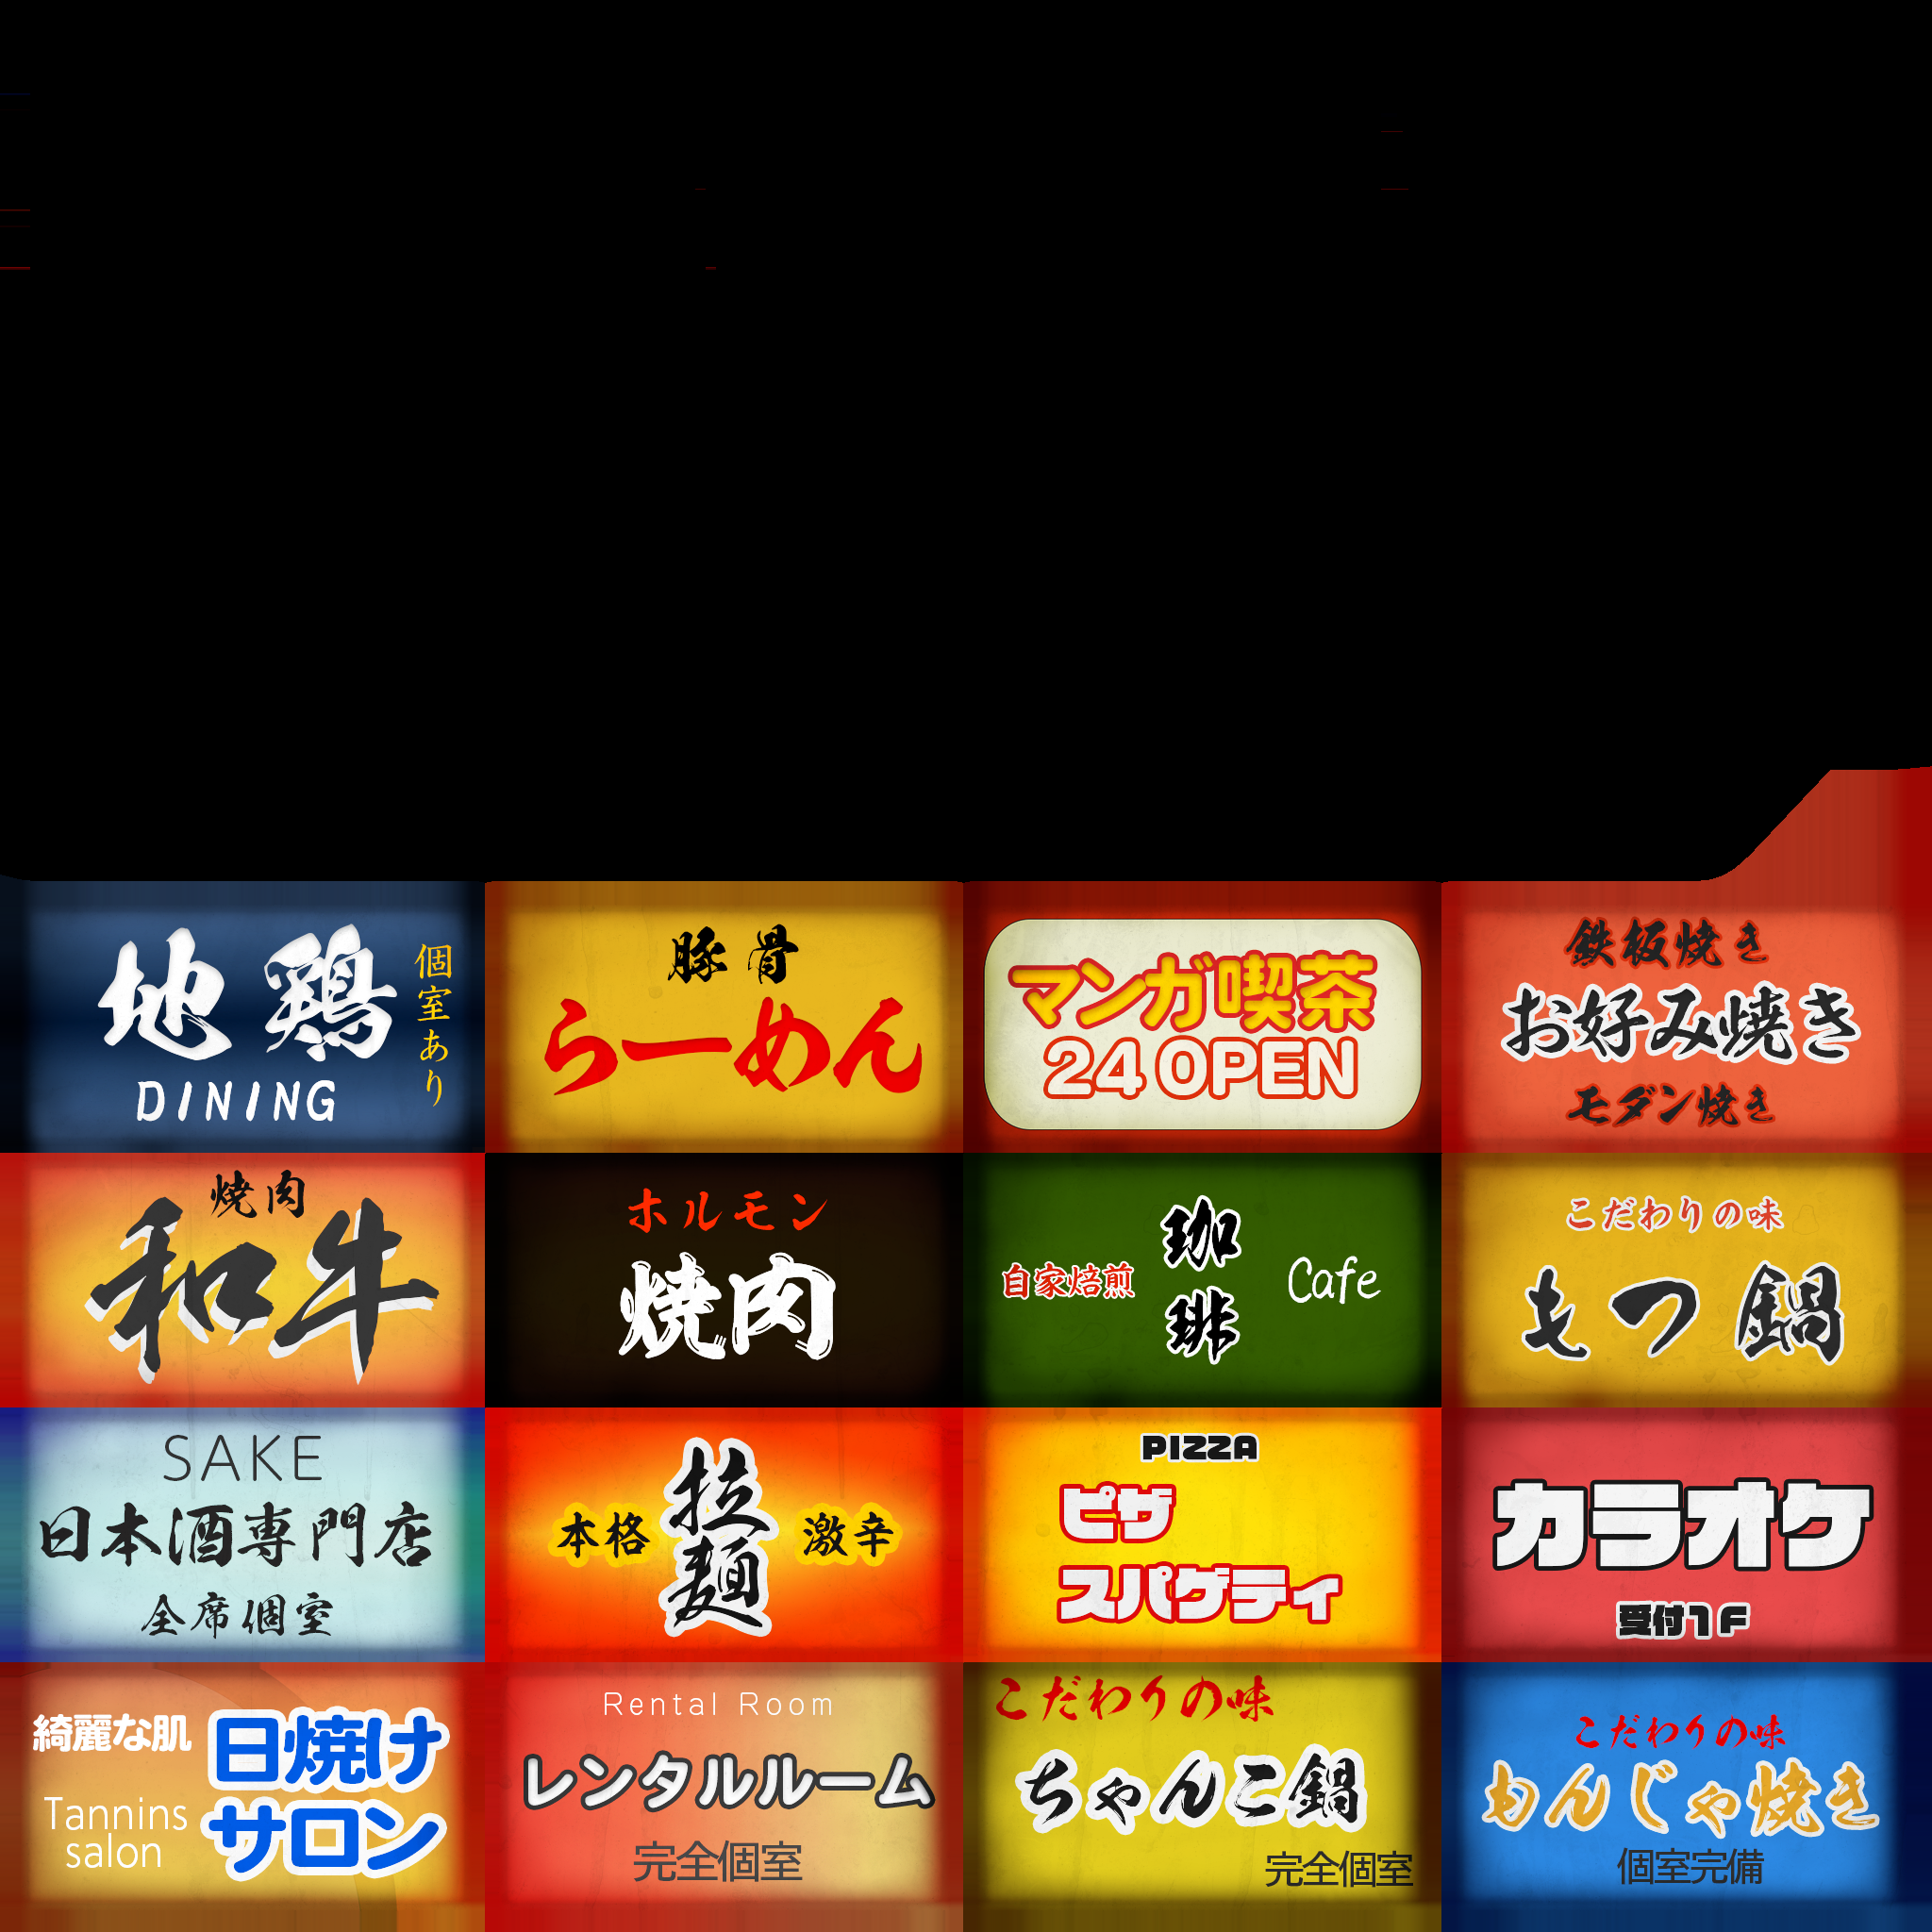 地鶏
DINING
個室あり
豚骨
らーめん
マンガ喫茶
24 OPEN
鉄板焼き
お好み焼き
モダン焼き
焼肉
和牛
ホルモン
焼肉
自家焙煎
珈琲
Cafe
こだわりの味
もつ鍋
SAKE
日本酒専門店
全席個室
本格
拉麺
激辛
PIZZA
ピザ
スパゲティ
カラオケ
受付1F
綺麗な肌
Tannins
salon
日焼け
サロン
Rental Room
レンタルルーム
完全個室
こだわりの味
ちゃんこ鍋
完全個室
こだわりの味
もんじゃ焼き
個室完備